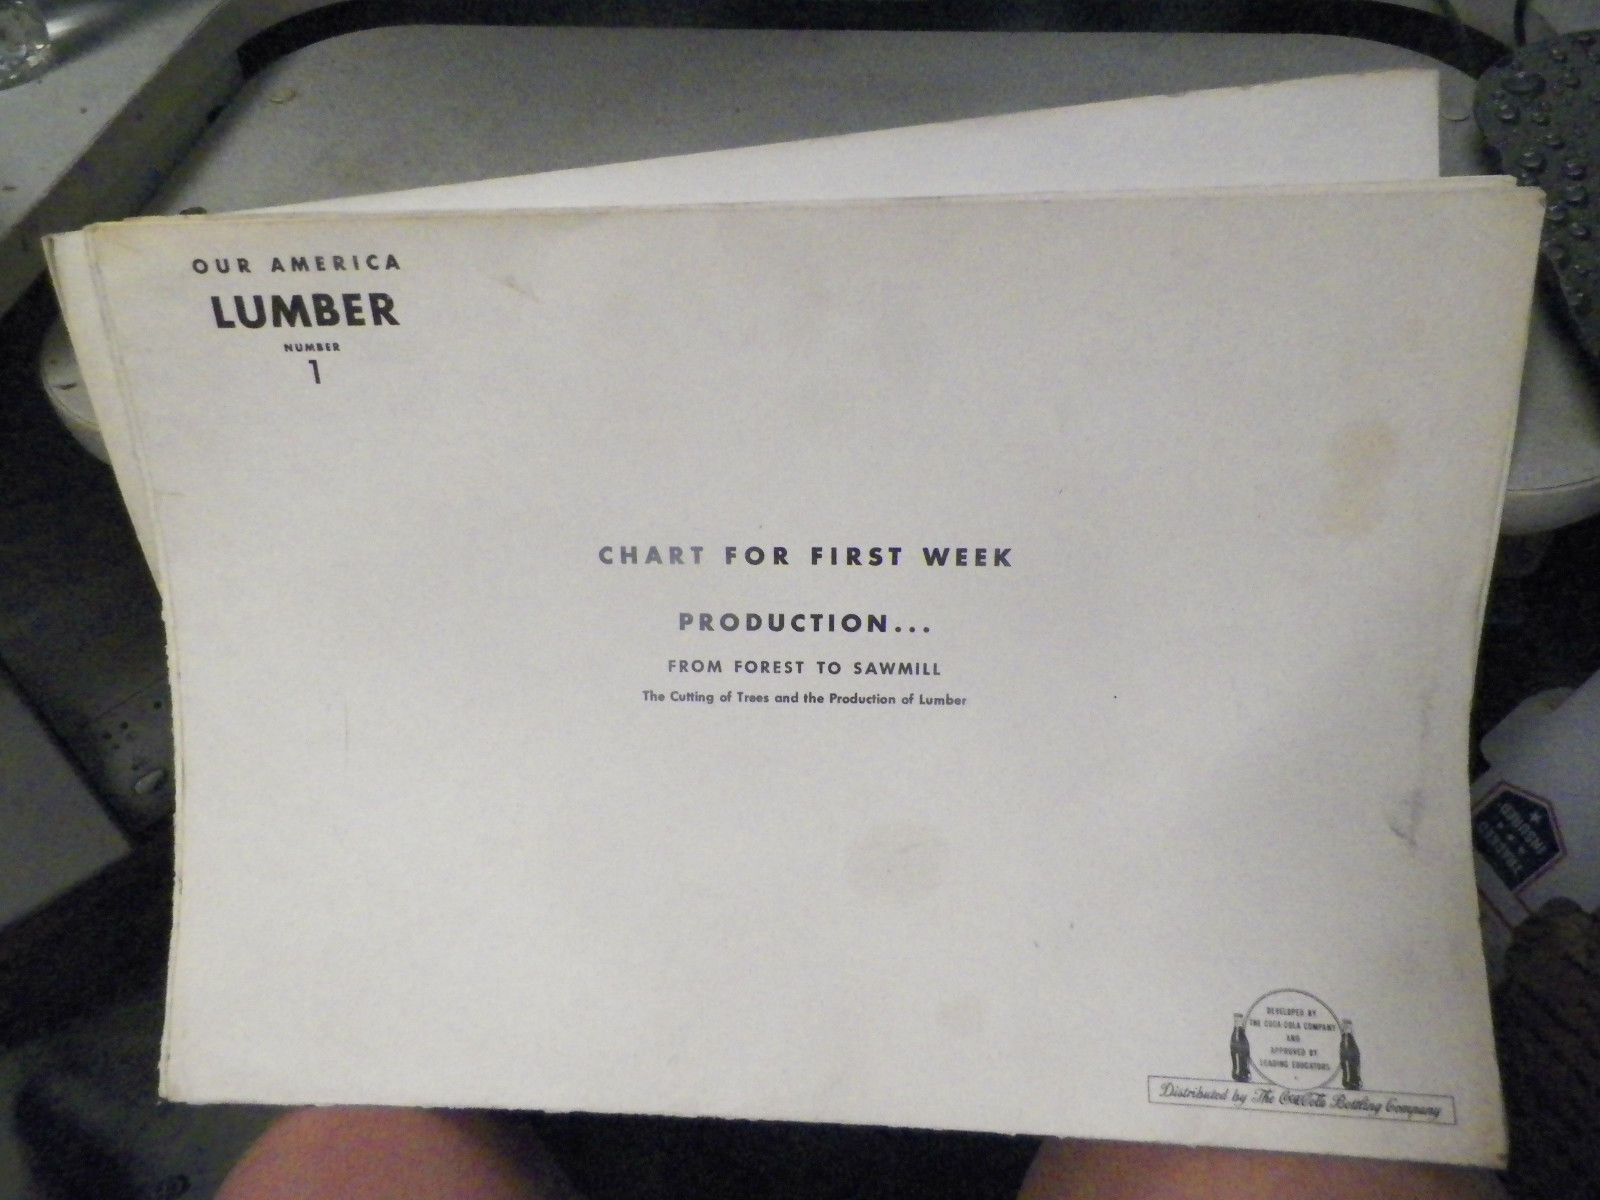 OUR AMERICA
LUMBER
NUMBER
1
CHART FOR FIRST WEEK
PRODUCTION...
FROM FOREST TO SAWMILL
The Cutting of Trees and the Production of Lumber
DEVELOPED BY
THE COCA-COLA COMPANY
AND
APPROVED BY
LEADING EDUCATORS
Distributed by The Coca-Cola Bottling Company